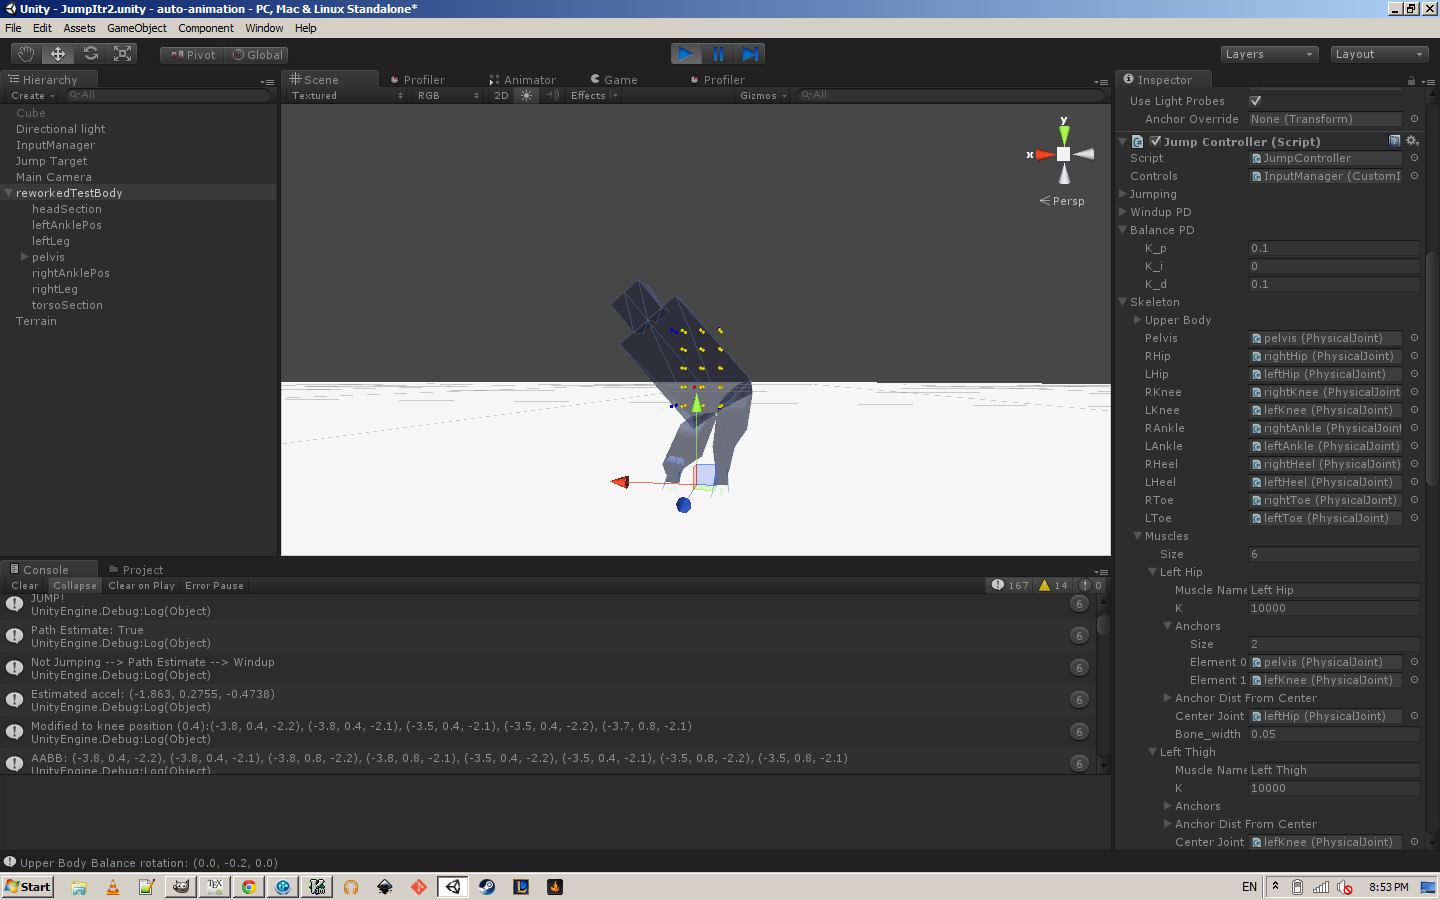 Unity - JumpItr2.unity - auto-animation - PC, Mac & Linux Standalone*
File Edit Assets GameObject Component Window Help
Pivot Global Layers Layout
Hierarchy
Create All
Cube
Directional light
InputManager
Jump Target
Main Camera
reworkedTestBody
headSection
leftAnklePos
leftLeg
pelvis
rightAnklePos
rightLeg
torsoSection
Terrain
Scene Profiler Animator Game Profiler
Textured RGB 2D Effects Gizmos All
y
x
Persp
Inspector
Use Light Probes
Anchor Override None (Transform)
Jump Controller (Script)
Script JumpController
Controls InputManager (CustomI
Jumping
Windup PD
Balance PD
K_p 0.1
K_i 0
K_d 0.1
Skeleton
Upper Body
Pelvis pelvis (PhysicalJoint)
RHip rightHip (PhysicalJoint)
LHip leftHip (PhysicalJoint)
RKnee rightKnee (PhysicalJoint
LKnee lefKnee (PhysicalJoint)
RAnkle rightAnkle (PhysicalJoint
LAnkle leftAnkle (PhysicalJoint)
RHeel rightHeel (PhysicalJoint)
LHeel leftHeel (PhysicalJoint)
RToe rightToe (PhysicalJoint)
LToe leftToe (PhysicalJoint)
Muscles
Size 6
Left Hip
Muscle Name Left Hip
K 10000
Anchors
Size 2
Element 0 pelvis (PhysicalJoint)
Element 1 lefKnee (PhysicalJoint)
Anchor Dist From Center
Center Joint leftHip (PhysicalJoint)
Bone_width 0.05
Left Thigh
Muscle Name Left Thigh
K 10000
Anchors
Anchor Dist From Center
Center Joint lefKnee (PhysicalJoint)
Console Project
Clear Collapse Clear on Play Error Pause 167 14 0
JUMP!
UnityEngine.Debug:Log(Object) 6
Path Estimate: True
UnityEngine.Debug:Log(Object) 6
Not Jumping --> Path Estimate --> Windup
UnityEngine.Debug:Log(Object) 6
Estimated accel: (-1.863, 0.2755, -0.4738)
UnityEngine.Debug:Log(Object) 6
Modified to knee position (0.4):(-3.8, 0.4, -2.2), (-3.8, 0.4, -2.1), (-3.5, 0.4, -2.1), (-3.5, 0.4, -2.2), (-3.7, 0.8, -2.1)
UnityEngine.Debug:Log(Object) 6
AABB: (-3.8, 0.4, -2.2), (-3.8, 0.4, -2.1), (-3.8, 0.8, -2.2), (-3.8, 0.8, -2.1), (-3.5, 0.4, -2.2), (-3.5, 0.4, -2.1), (-3.5, 0.8, -2.2), (-3.5, 0.8, -2.1)
UnityEngine.Debug:Log(Object) 6
Upper Body Balance rotation: (0.0, -0.2, 0.0)
Start TEX EN 8:53 PM